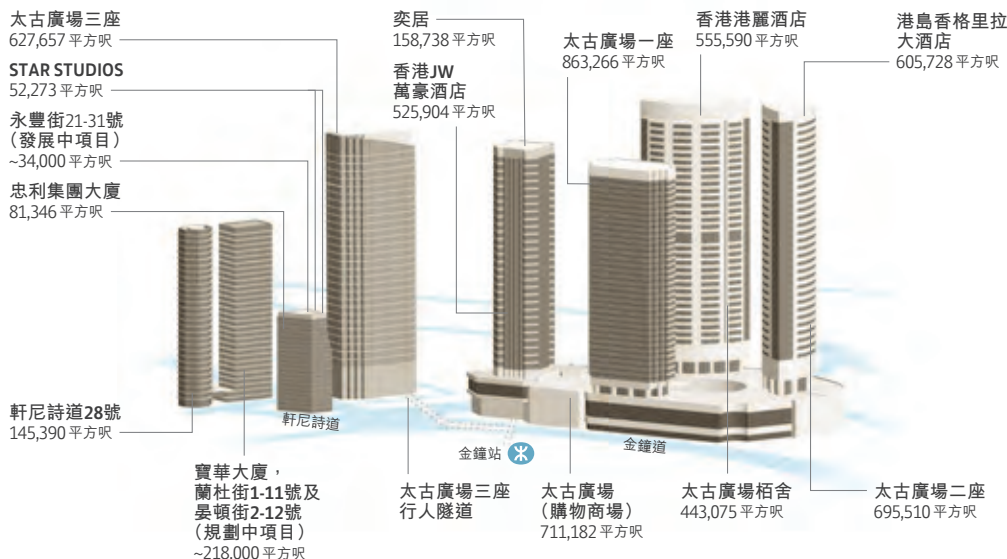 太古廣場三座
627,657 平方呎
STAR STUDIOS
52,273 平方呎
永豐街21-31號
(發展中項目)
~34,000 平方呎
忠利集團大廈
81,346 平方呎
奕居
158,738 平方呎
香港JW
萬豪酒店
525,904 平方呎
太古廣場一座
863,266 平方呎
香港港麗酒店
555,590 平方呎
港島香格里拉
大酒店
605,728 平方呎
軒尼詩道28號
145,390 平方呎
軒尼詩道
金鐘站
金鐘道
寶華大廈，
蘭杜街1-11號及
晏頓街2-12號
(規劃中項目)
~218,000 平方呎
太古廣場三座
行人隧道
太古廣場
(購物商場)
711,182 平方呎
太古廣場栢舍
443,075 平方呎
太古廣場二座
695,510 平方呎